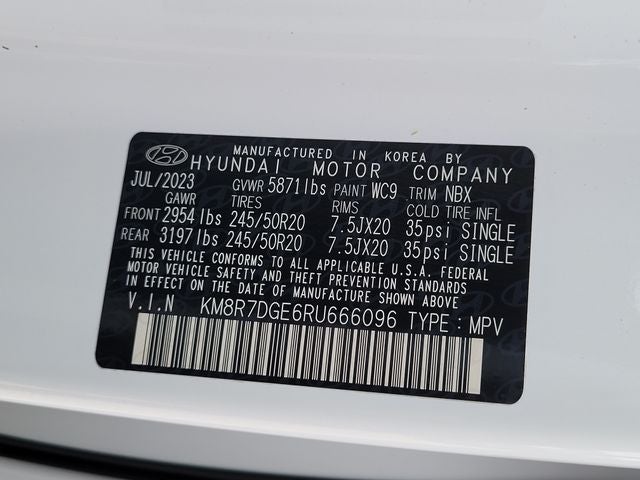 MANUFACTURED IN KOREA BY
HYUNDAI MOTOR COMPANY
JUL/2023 GVWR 5871lbs PAINT WC9 TRIM NBX
GAWR TIRES RIMS COLD TIRE INFL
FRONT 2954lbs 245/50R20 7.5JX20 35psi SINGLE
REAR 3197lbs 245/50R20 7.5JX20 35psi SINGLE
THIS VEHICLE CONFORMS TO ALL APPLICABLE U.S.A. FEDERAL
MOTOR VEHICLE SAFETY AND THEFT PREVENTION STANDARDS
IN EFFECT ON THE DATE OF MANUFACTURE SHOWN ABOVE.
V.I.N KM8R7DGE6RU666096 TYPE : MPV